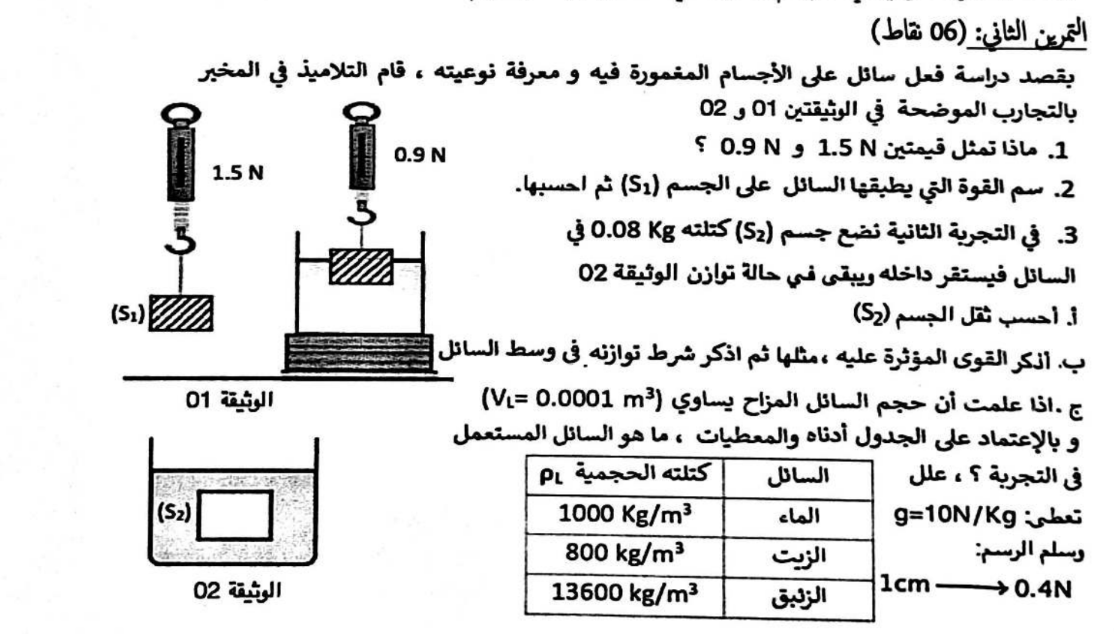 التمرين الثاني: (06 نقاط)
بقصد دراسة فعل سائل على الأجسام المغمورة فيه و معرفة نوعيته ، قام التلاميذ في المخبر
بالتجارب الموضحة في الوثيقتين 01 و 02
1. ماذا تمثل قيمتين 1.5 N و 0.9 N ؟
2. سم القوة التي يطبقها السائل على الجسم (S₁) ثم احسبها.
3. في التجربة الثانية نضع جسم (S₂) كتلته 0.08 Kg في
السائل فيستقر داخله ويبقى في حالة توازن الوثيقة 02
أ. أحسب ثقل الجسم (S₂)
ب. أذكر القوى المؤثرة عليه ،مثلها ثم اذكر شرط توازنه في وسط السائل
ج .اذا علمت أن حجم السائل المزاح يساوي (V<sub>L</sub>= 0.0001 m³)
و بالإعتماد على الجدول أدناه والمعطيات ، ما هو السائل المستعمل
في التجربة ؟ ، علل
تعطى: g=10N/Kg
وسلم الرسم:
1cm ⟶ 0.4N
السائل كتلته الحجمية ρ<sub>L</sub>
الماء 1000 Kg/m³
الزيت 800 kg/m³
الزئبق 13600 kg/m³
1.5 N
0.9 N
(S₁)
الوثيقة 01
(S₂)
الوثيقة 02